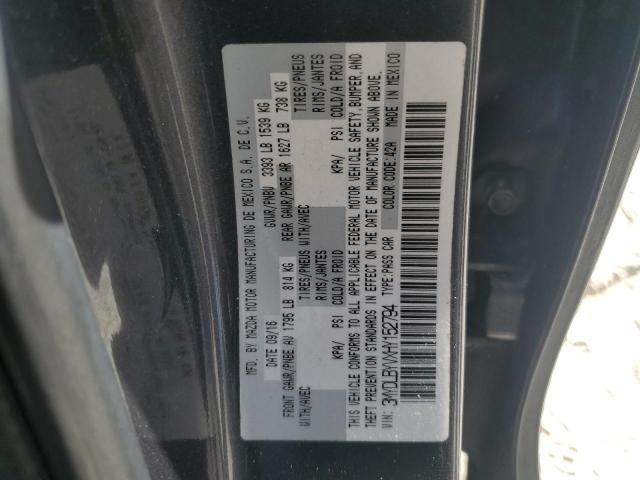 MFD. BY MAZDA MOTOR MANUFACTURING DE MEXICO S.A. DE C.V.
DATE 09/16 GVWR/PNBV 3393 LB 1539 KG
FRONT GAWR/PNBE AV 1795 LB 814 KG REAR GAWR/PNBE AR 1627 LB 738 KG
WITH/AVEC TIRES/PNEUS WITH/AVEC TIRES/PNEUS
RIMS/JANTES RIMS/JANTES
KPA/ PSI COLD/A FROID KPA/ PSI COLD/A FROID
THIS VEHICLE CONFORMS TO ALL APPLICABLE FEDERAL MOTOR VEHICLE SAFETY, BUMPER, AND
THEFT PREVENTION STANDARDS IN EFFECT ON THE DATE OF MANUFACTURE SHOWN ABOVE.
VIN: 3MYDLBYVXHY152794 TYPE:PASS CAR COLOR CODE:42A MADE IN MEXICO